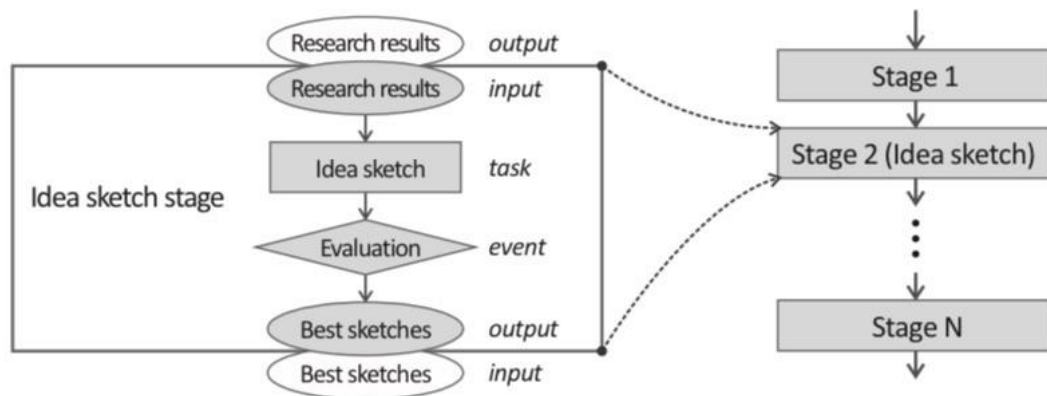 Research results output
Research results input
Idea sketch task
Idea sketch stage
Evaluation event
Best sketches output
Best sketches input
Stage 1
Stage 2 (Idea sketch)
Stage N